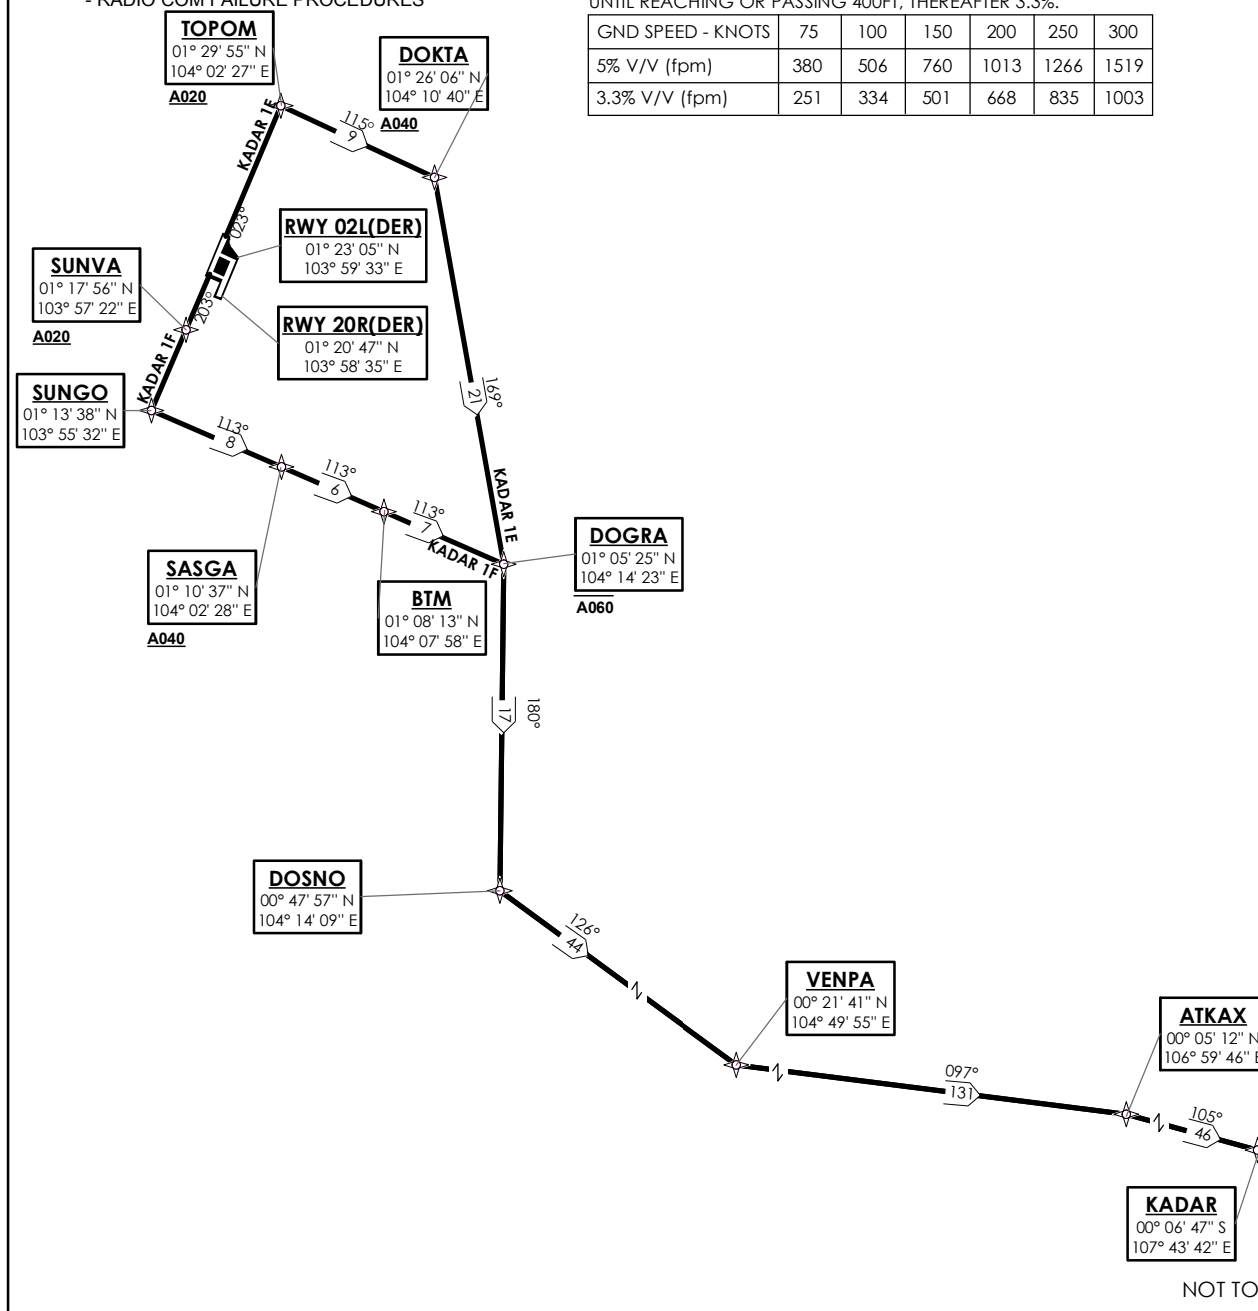 - RADIO COM FAILURE PROCEDURES
UNTIL REACHING OR PASSING 400FT, THEREAFTER 3.3%.
GND SPEED - KNOTS 75 100 150 200 250 300
5% V/V (fpm) 380 506 760 1013 1266 1519
3.3% V/V (fpm) 251 334 501 668 835 1003
TOPOM
01° 29' 55" N
104° 02' 27" E
A020
DOKTA
01° 26' 06" N
104° 10' 40" E
A040
KADAR 1E
115°
9
023°
RWY 02L(DER)
01° 23' 05" N
103° 59' 33" E
SUNVA
01° 17' 56" N
103° 57' 22" E
A020
203°
RWY 20R(DER)
01° 20' 47" N
103° 58' 35" E
KADAR 1F
SUNGO
01° 13' 38" N
103° 55' 32" E
169°
21
113°
8
113°
6
113°
7
KADAR 1E
KADAR 1F
DOGRA
01° 05' 25" N
104° 14' 23" E
A060
SASGA
01° 10' 37" N
104° 02' 28" E
A040
BTM
01° 08' 13" N
104° 07' 58" E
17
180°
DOSNO
00° 47' 57" N
104° 14' 09" E
126°
44
VENPA
00° 21' 41" N
104° 49' 55" E
ATKAX
00° 05' 12" N
106° 59' 46" E
097°
131
105°
46
KADAR
00° 06' 47" S
107° 43' 42" E
NOT TO